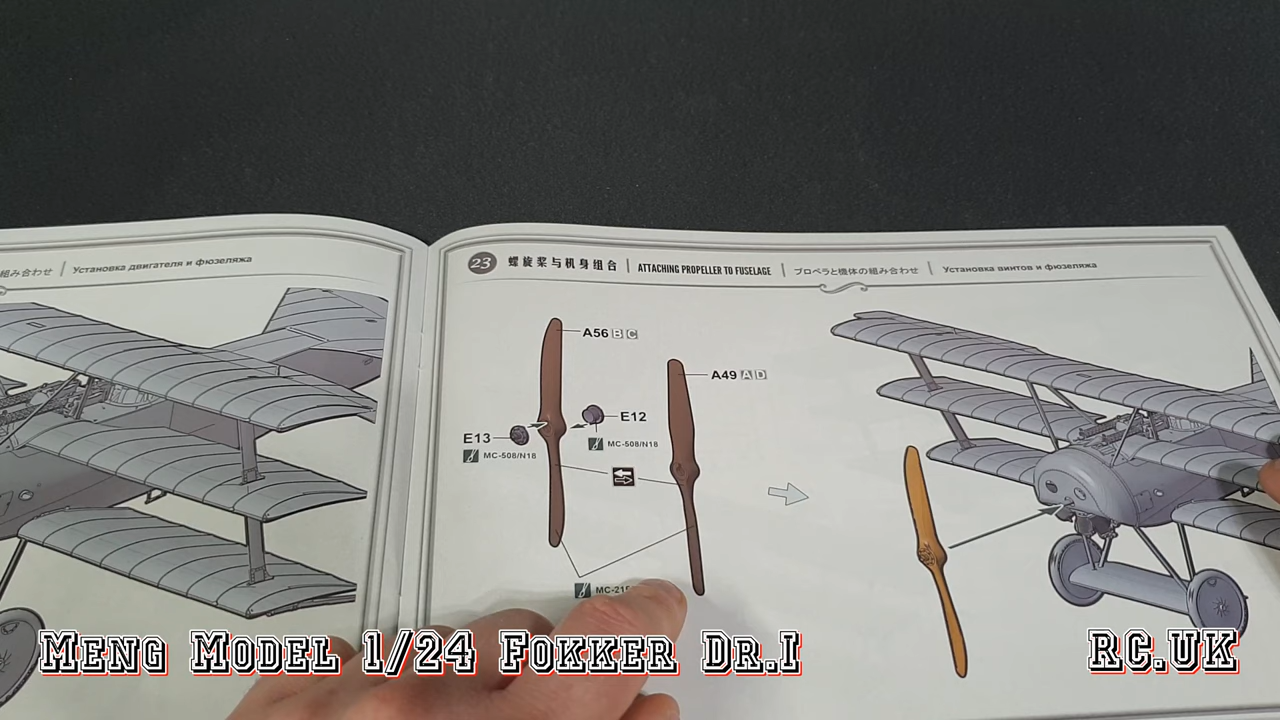 組み合わせ | Установка двигателя и фюзеляжа
23 螺旋桨与机身组合 | ATTACHING PROPELLER TO FUSELAGE | プロペラと機体の組み合わせ | Установка винтов и фюзеляжа
A56 B C
A49 A D
E12
MC-508/N18
E13
MC-508/N18
Meng Model 1/24 Fokker Dr.I
RC.UK